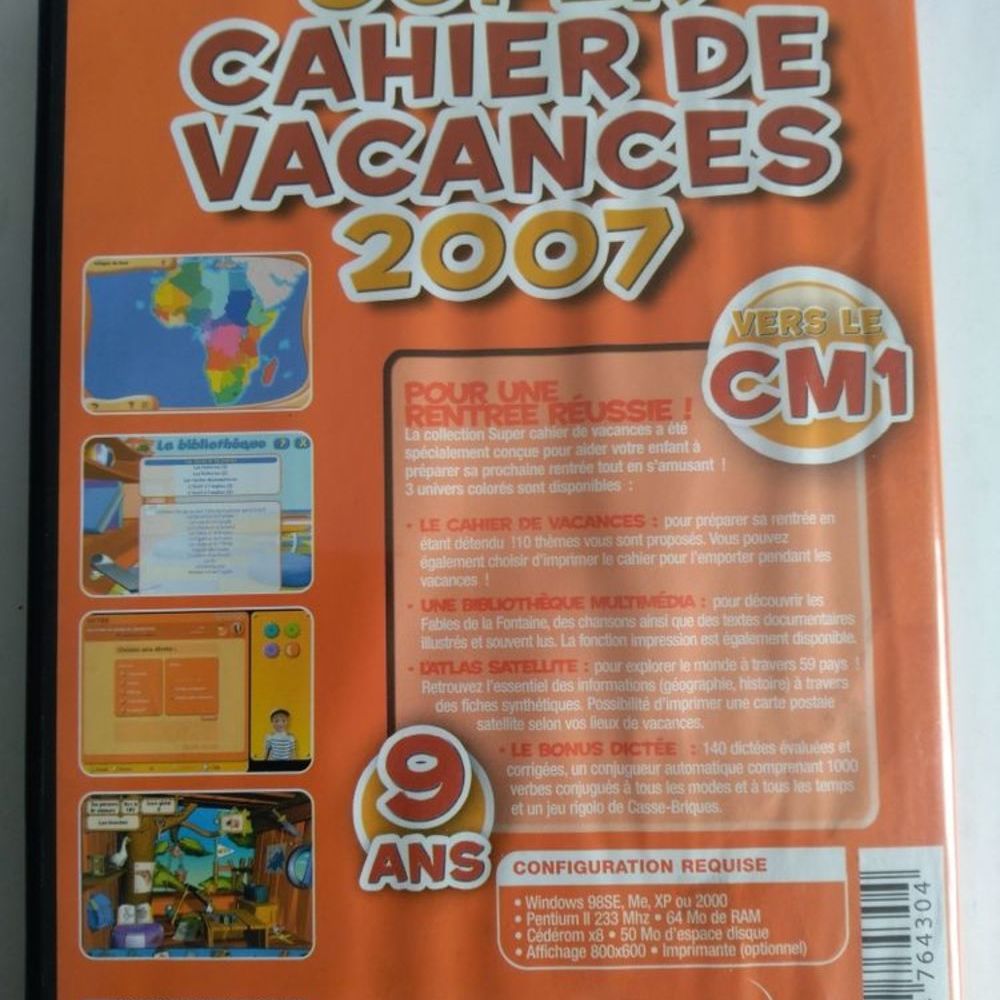 SUPER
CAHIER DE
VACANCES
2007
VERS LE
CM1
POUR UNE
RENTREE RÉUSSIE !
La collection Super cahier de vacances a été
spécialement conçue pour aider votre enfant à
préparer sa prochaine rentrée tout en s'amusant !
3 univers colorés sont disponibles :
• LE CAHIER DE VACANCES : pour préparer sa rentrée en
étant détendu !10 thèmes vous sont proposés. Vous pouvez
également choisir d'imprimer le cahier pour l'emporter pendant les
vacances !
• UNE BIBLIOTHÈQUE MULTIMÉDIA : pour découvrir les
Fables de la Fontaine, des chansons ainsi que des textes documentaires
illustrés et souvent lus. La fonction impression est également disponible.
• L'ATLAS SATELLITE : pour explorer le monde à travers 59 pays !
Retrouvez l'essentiel des informations (géographie, histoire) à travers
des fiches synthétiques. Possibilité d'imprimer une carte postale
satellite selon vos lieux de vacances.
• LE BONUS DICTÉE : 140 dictées évaluées et
corrigées, un conjugueur automatique comprenant 1000
verbes conjugués à tous les modes et à tous les temps
et un jeu rigolo de Casse-Briques.
9
ANS
CONFIGURATION REQUISE
• Windows 98SE, Me, XP ou 2000
• Pentium II 233 Mhz • 64 Mo de RAM
• Cédérom x8 • 50 Mo d'espace disque
• Affichage 800x600 • Imprimante (optionnel)
764304
La bibliothèque